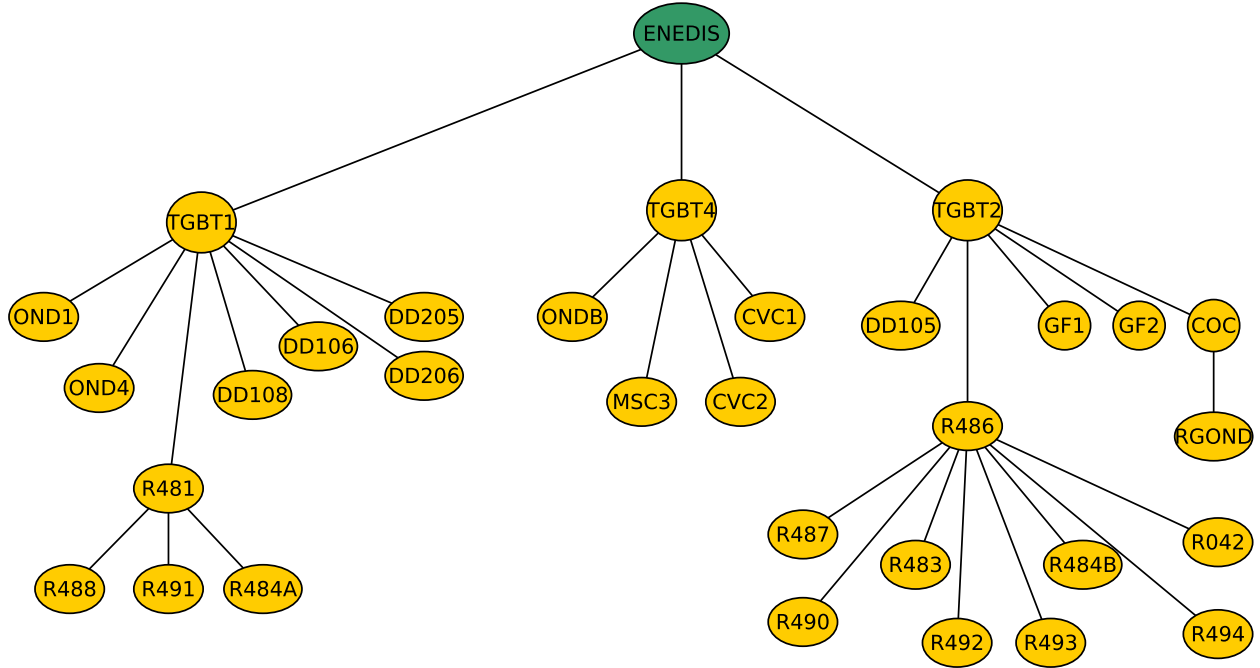 ENEDIS
TGBT1
TGBT4
TGBT2
OND1
OND4
DD108
DD106
DD205
DD206
ONDB
MSC3
CVC2
CVC1
DD105
GF1
GF2
COC
R481
R486
RGOND
R488
R491
R484A
R487
R490
R483
R492
R493
R484B
R042
R494